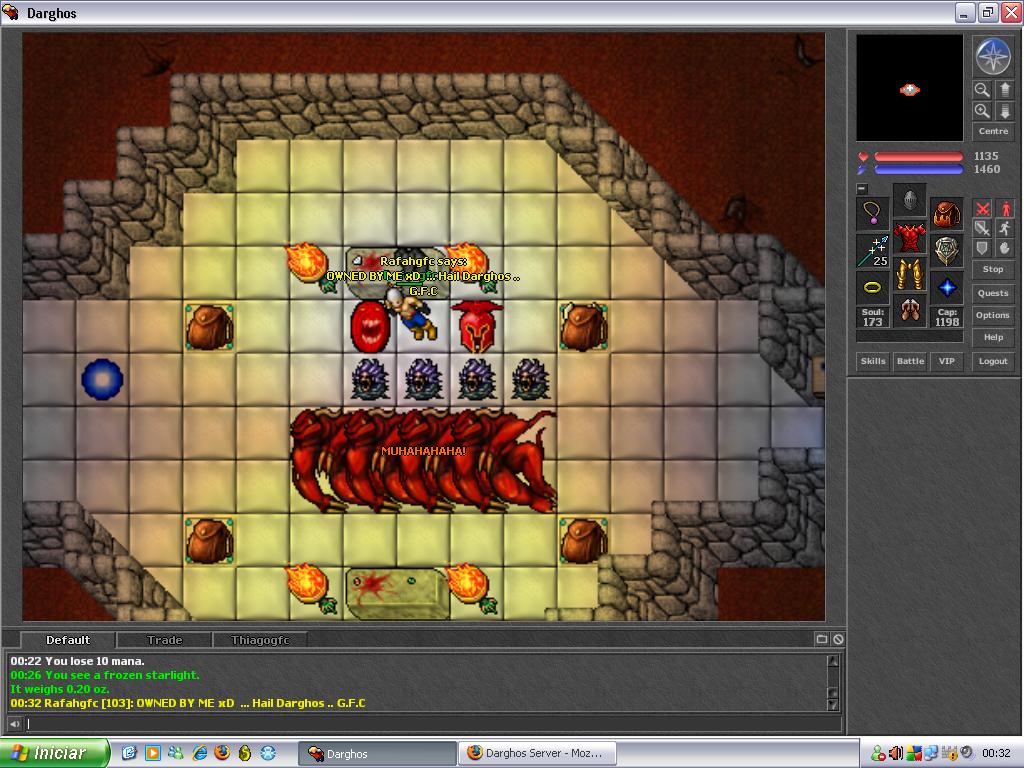 Darghos
Centre
1135
1460
Rafahgfc says:
OWNED BY ME xD ... Hail Darghos ..
G.F.C
25
Soul:
173
Cap:
1198
Stop
Quests
Options
Help
Skills
Battle
VIP
Logout
MUHAHAHAHA!
Default
Trade
Thiagogfc
00:22 You lose 10 mana.
00:26 You see a frozen starlight.
It weighs 0.20 oz.
00:32 Rafahgfc [103]: OWNED BY ME xD ... Hail Darghos .. G.F.C
Iniciar
Darghos
Darghos Server - Moz...
00:32